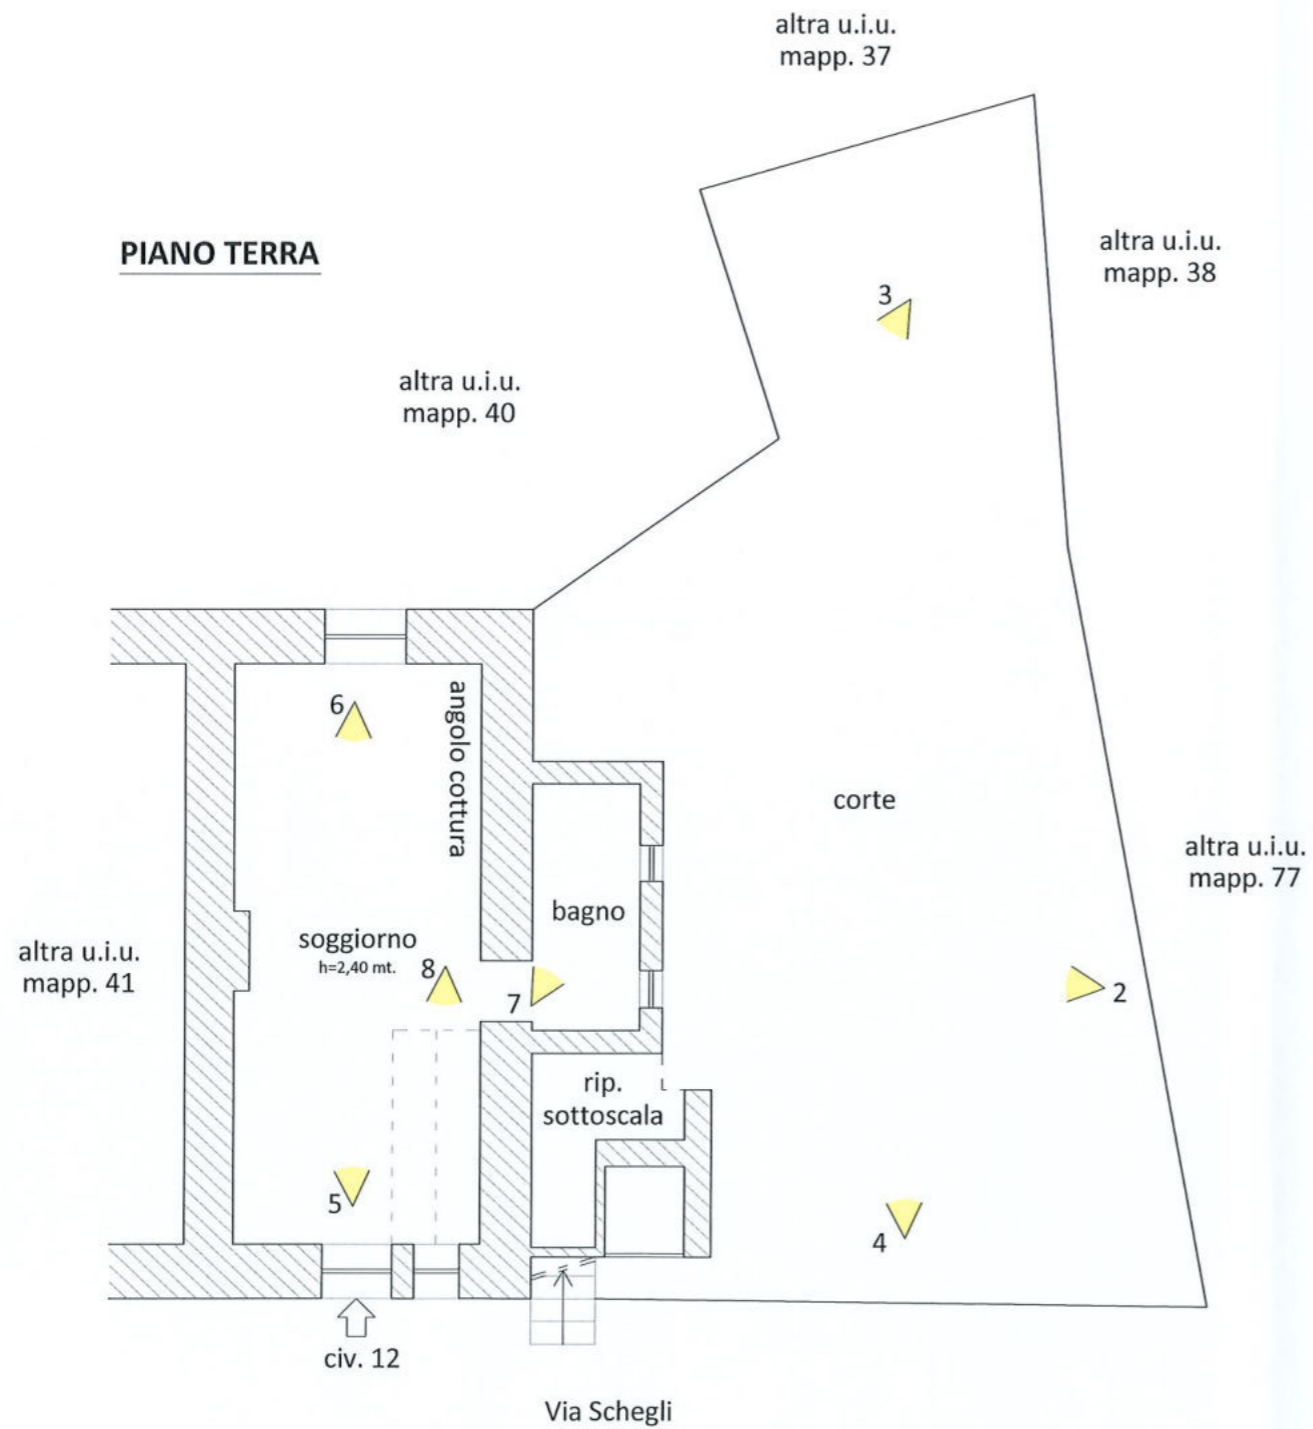 altra u.i.u.
mapp. 37
PIANO TERRA
altra u.i.u.
mapp. 38
3
altra u.i.u.
mapp. 40
6
angolo cottura
corte
altra u.i.u.
mapp. 77
bagno
soggiorno
h=2,40 mt.
altra u.i.u.
mapp. 41
8
7
2
rip.
sottoscala
5
4
civ. 12
Via Schegli